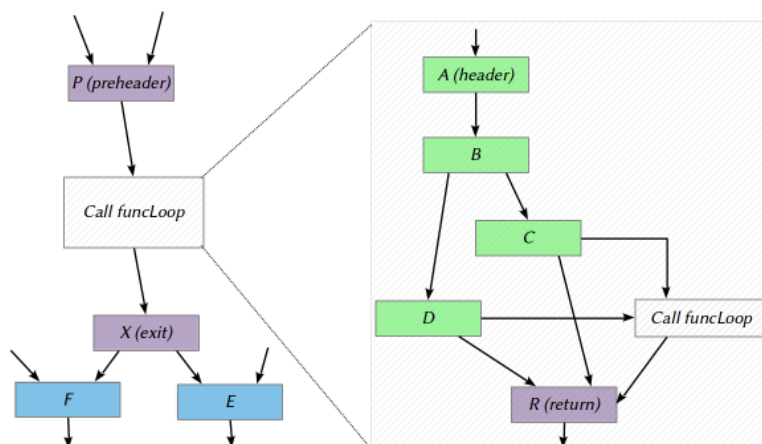 P (preheader)
Call funcLoop
X (exit)
F
E
A (header)
B
C
D
Call funcLoop
R (return)